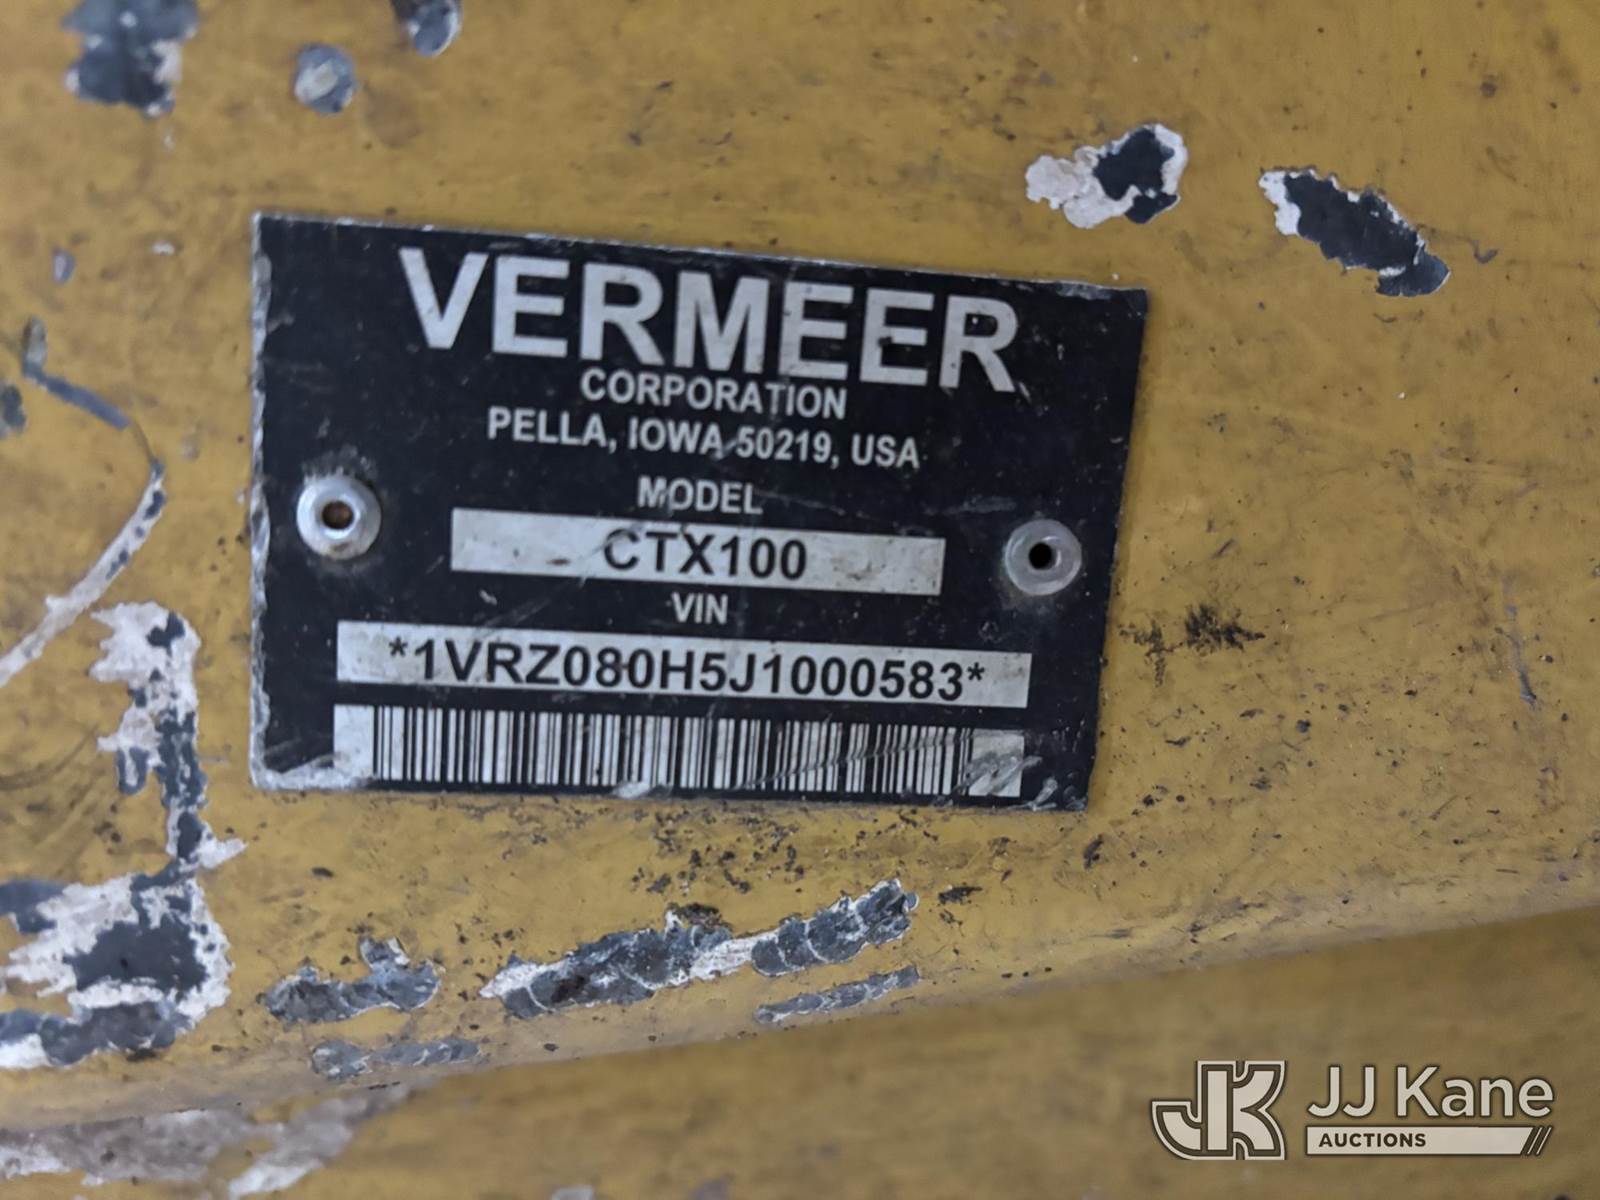 VERMEER
CORPORATION
PELLA, IOWA 50219, USA
MODEL
CTX100
VIN
*1VRZ080H5J1000583*
JJ Kane
AUCTIONS